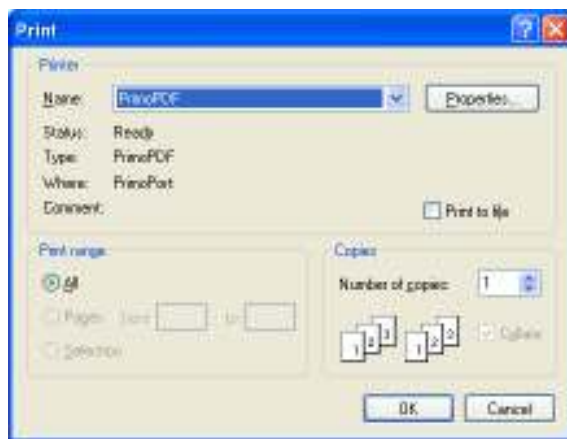 Print
Printer
Name: PrimoPDF Properties...
Status: Ready
Type: PrimoPDF
Where: PrimoPort
Comment:
Print to file
Print range
All
Pages from: to:
Selection
Copies
Number of copies: 1
1 2 3 1 2 3
Collate
OK Cancel